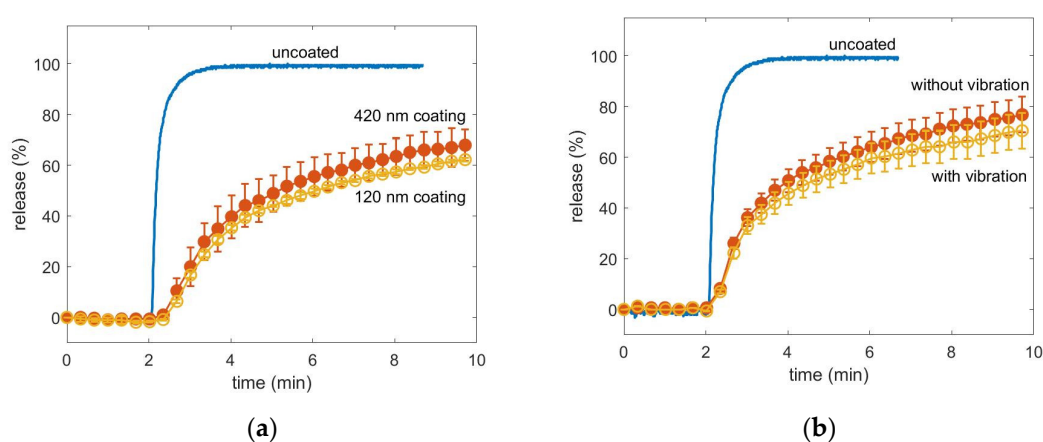 uncoated
420 nm coating
120 nm coating
release (%)
100
80
60
40
20
0
0 2 4 6 8 10
time (min)
(a)
uncoated
without vibration
with vibration
release (%)
100
80
60
40
20
0
0 2 4 6 8 10
time (min)
(b)